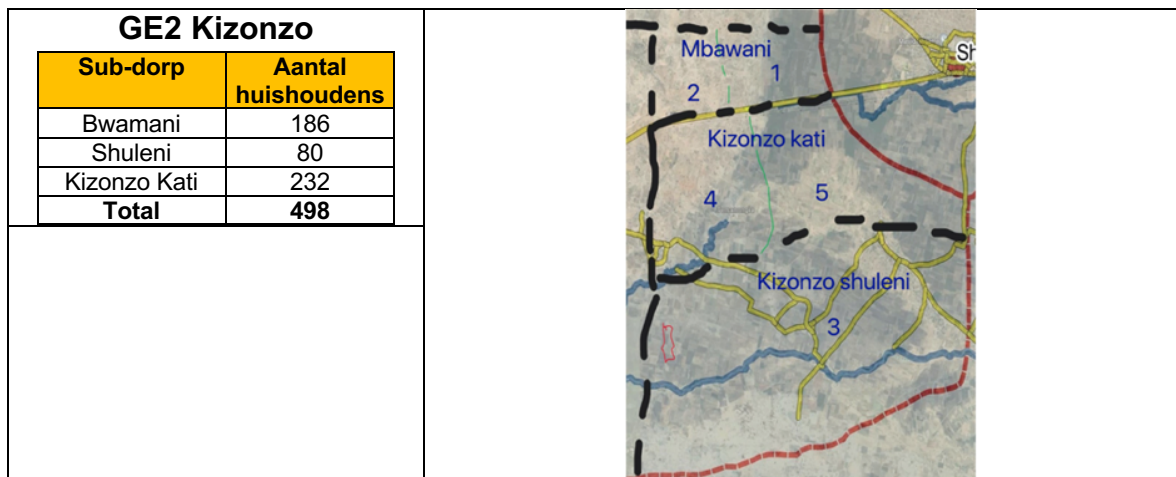 GE2 Kizonzo
Sub-dorp Aantal huishoudens
Bwamani 186
Shuleni 80
Kizonzo Kati 232
Total 498
Mbawani
Sh
1
2
Kizonzo kati
4
5
Kizonzo shuleni
3